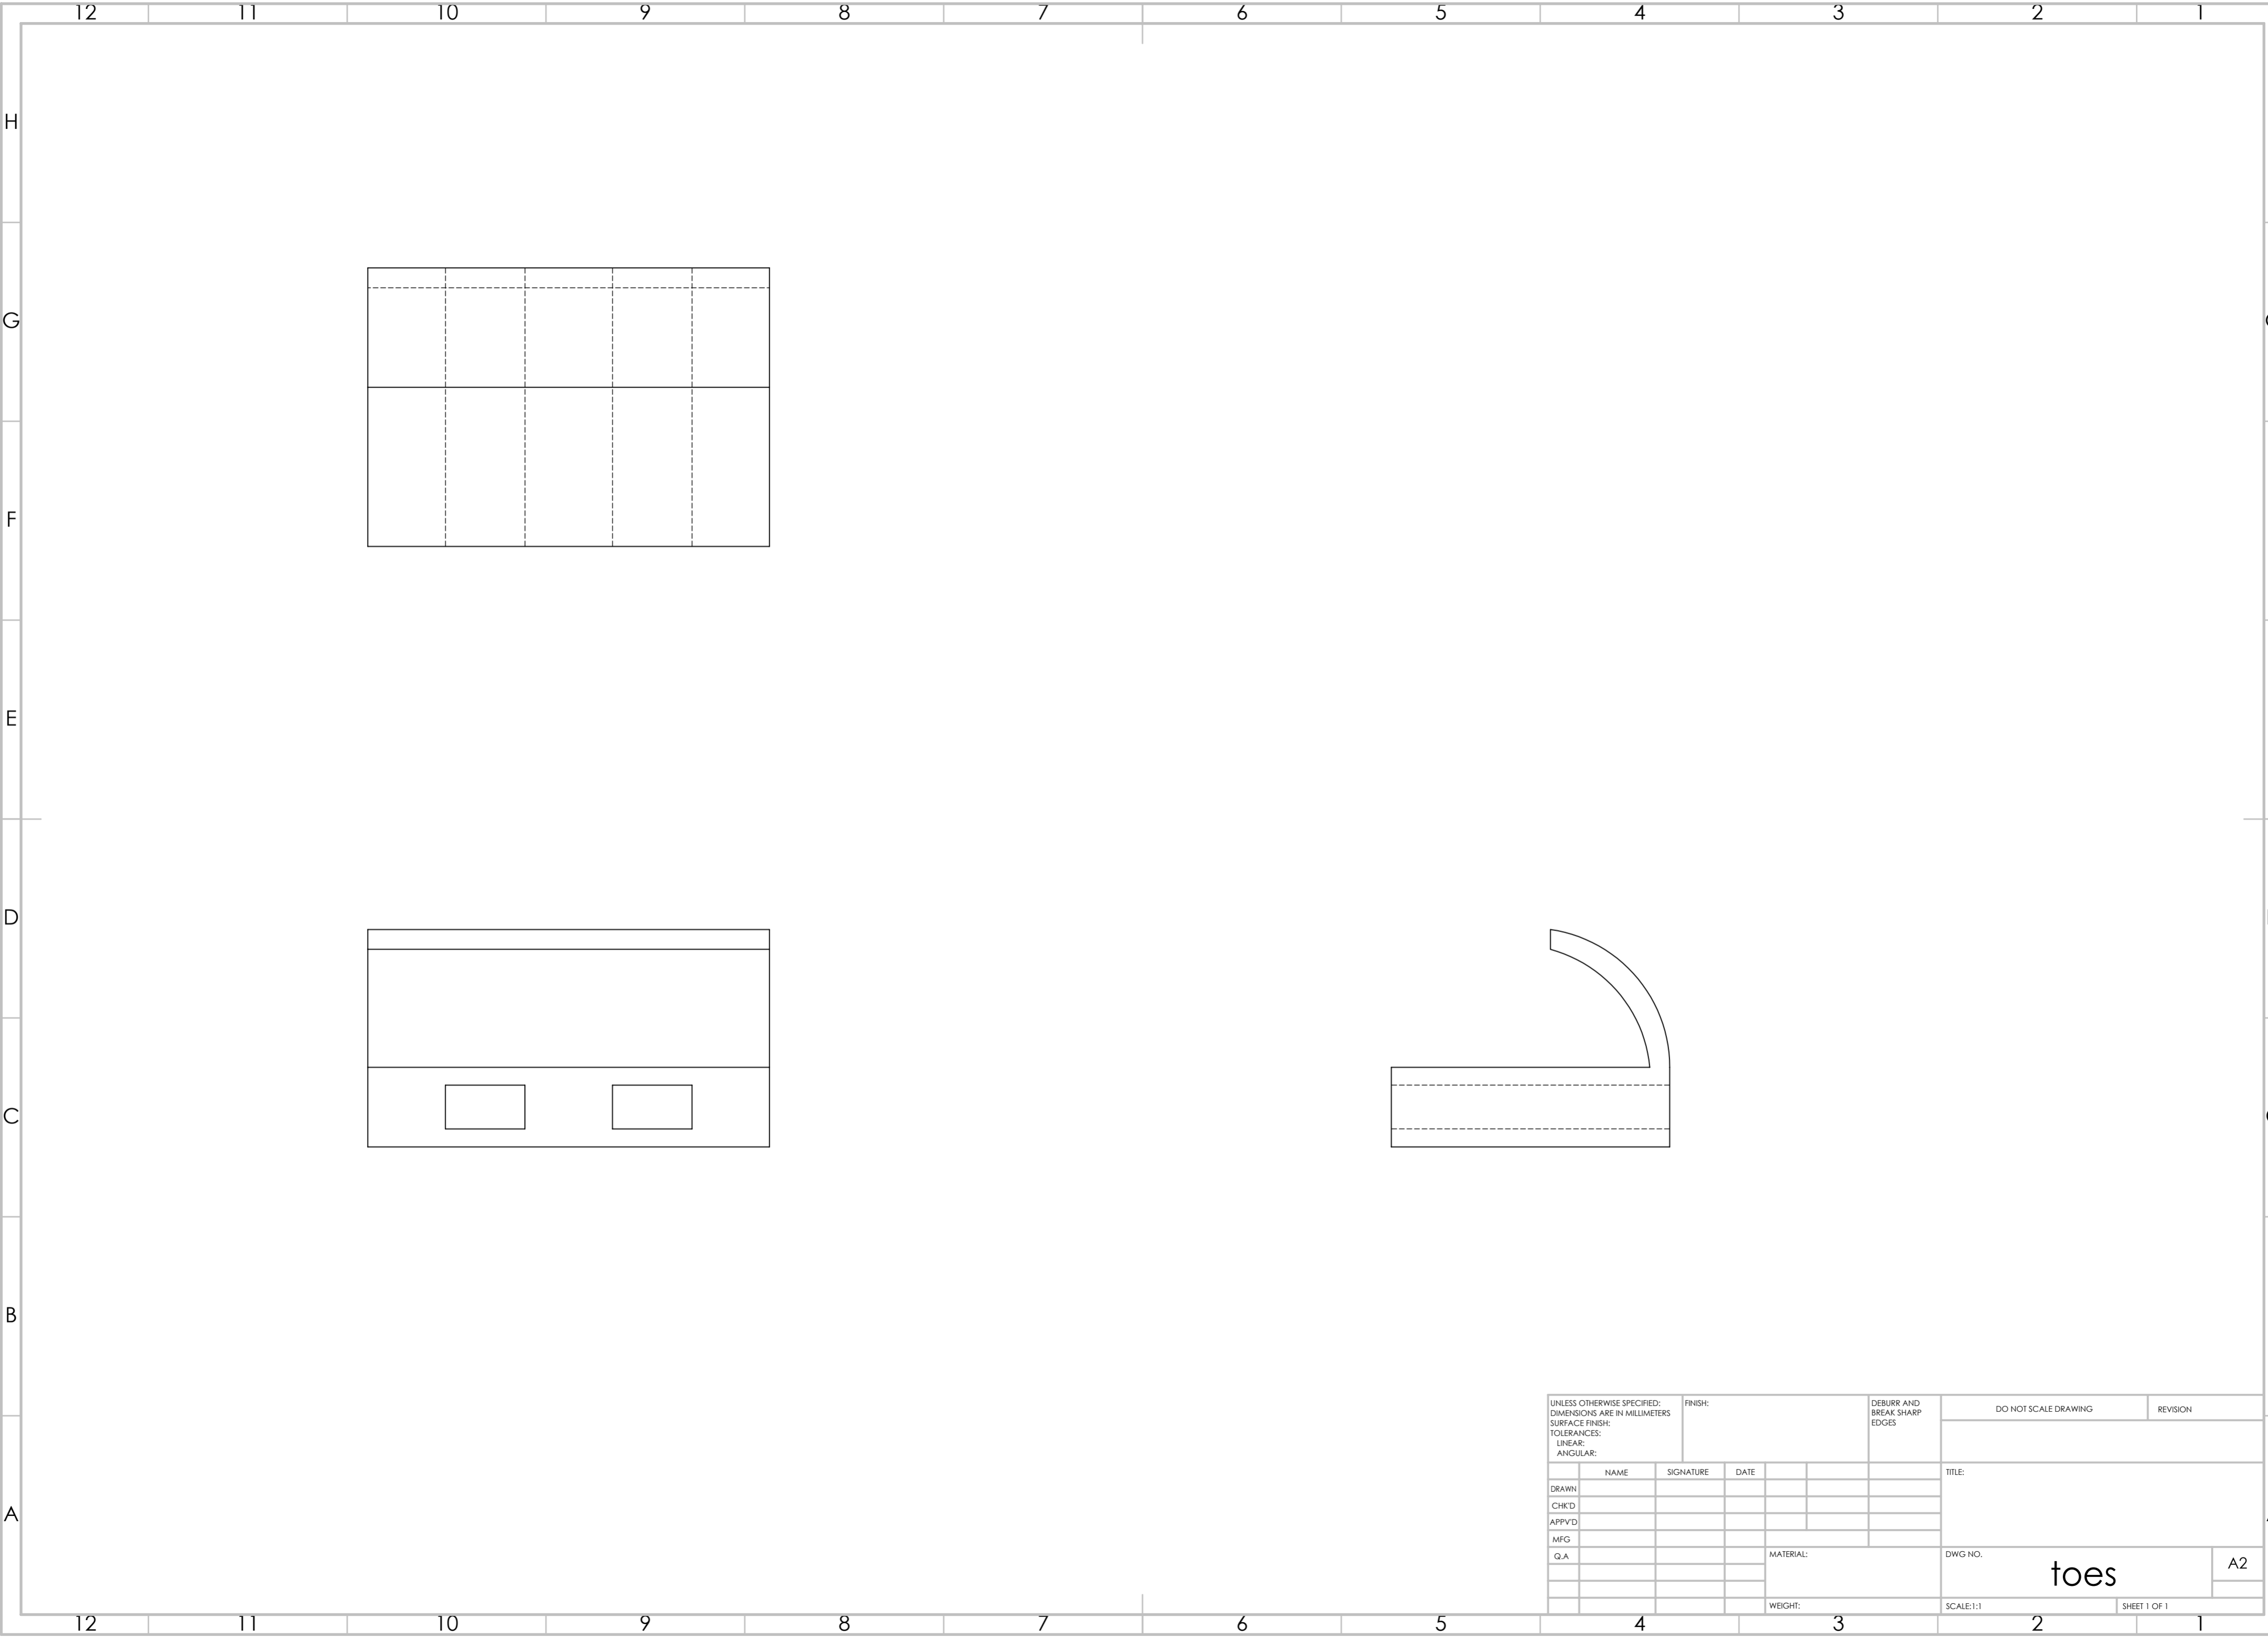 12 11 10 9 8 7 6 5 4 3 2 1
H
G
F
E
D
C
B
A
UNLESS OTHERWISE SPECIFIED:
DIMENSIONS ARE IN MILLIMETERS
SURFACE FINISH:
TOLERANCES:
LINEAR:
ANGULAR:
FINISH:
DEBURR AND
BREAK SHARP
EDGES
DO NOT SCALE DRAWING
REVISION
NAME SIGNATURE DATE
TITLE:
DRAWN
CHK'D
APPV'D
MFG
Q.A
MATERIAL:
DWG NO.
toes
A2
WEIGHT:
SCALE:1:1
SHEET 1 OF 1
12 11 10 9 8 7 6 5 4 3 2 1